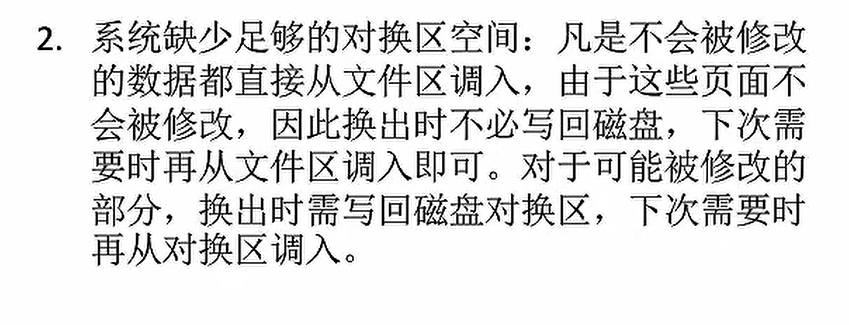 2. 系统缺少足够的对换区空间：凡是不会被修改
的数据都直接从文件区调入，由于这些页面不
会被修改，因此换出时不必写回磁盘，下次需
要时再从文件区调入即可。对于可能被修改的
部分，换出时需写回磁盘对换区，下次需要时
再从对换区调入。